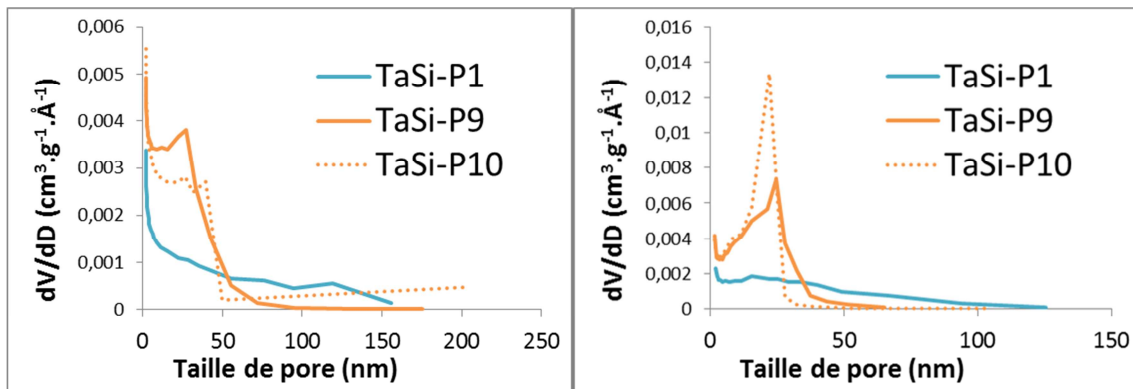 0,006
0,005
0,004
0,003
0,002
0,001
0
dV/dD (cm³·g⁻¹.Å⁻¹)
TaSi-P1
TaSi-P9
TaSi-P10
0 50 100 150 200 250
Taille de pore (nm)
0,016
0,014
0,012
0,01
0,008
0,006
0,004
0,002
0
dV/dD (cm³·g⁻¹.Å⁻¹)
TaSi-P1
TaSi-P9
TaSi-P10
0 50 100 150
Taille de pore (nm)